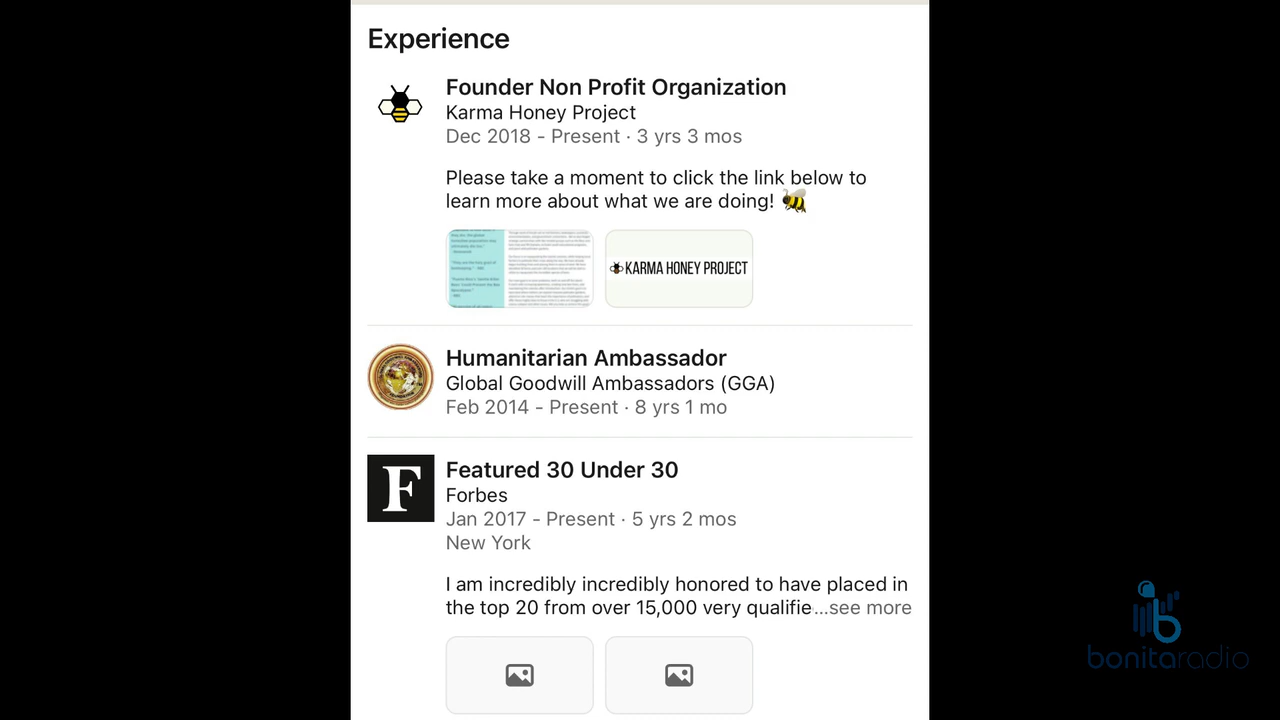 Experience
Founder Non Profit Organization
Karma Honey Project
Dec 2018 - Present · 3 yrs 3 mos
Please take a moment to click the link below to
learn more about what we are doing! 🐝
KARMA HONEY PROJECT
Humanitarian Ambassador
Global Goodwill Ambassadors (GGA)
Feb 2014 - Present · 8 yrs 1 mo
F
Featured 30 Under 30
Forbes
Jan 2017 - Present · 5 yrs 2 mos
New York
I am incredibly incredibly honored to have placed in
the top 20 from over 15,000 very qualifie...see more
bonitaradio